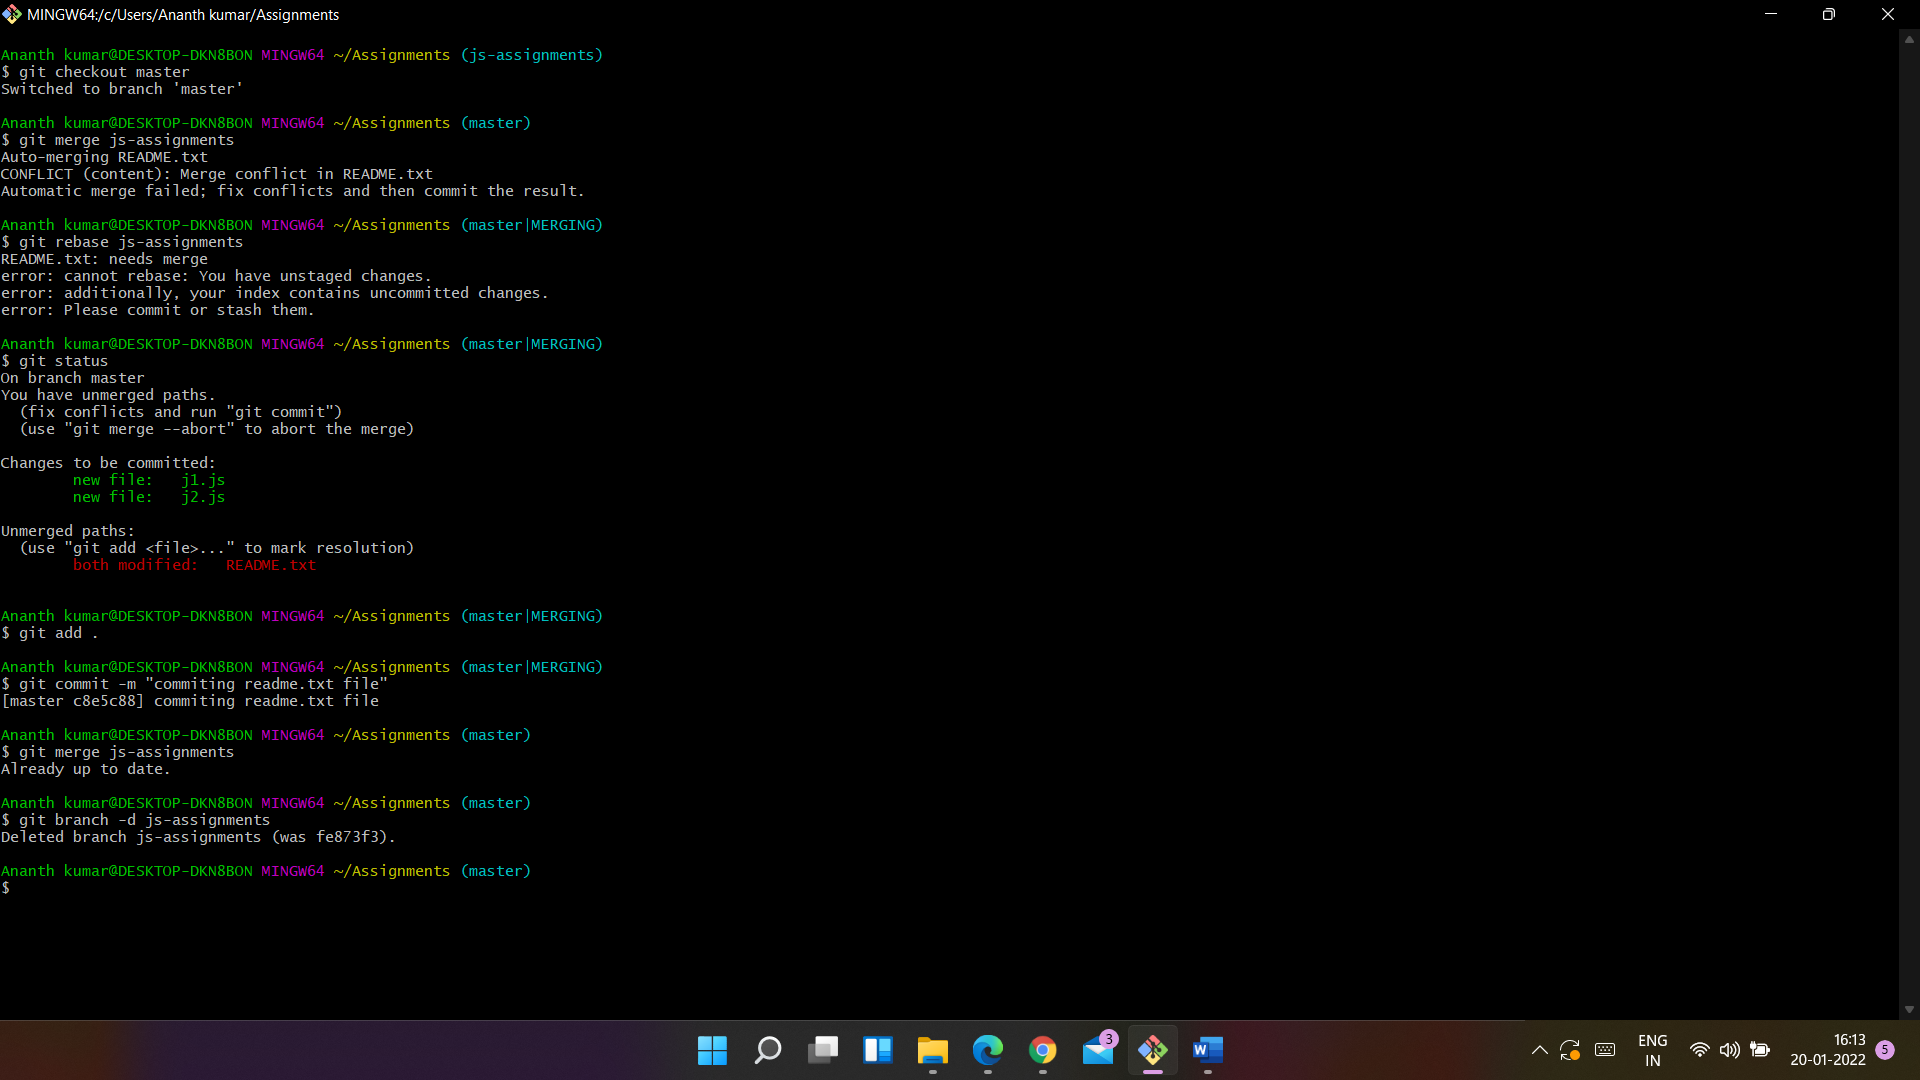 MINGW64:/c/Users/Ananth kumar/Assignments
Ananth kumar@DESKTOP-DKN8BON MINGW64 ~/Assignments (js-assignments)
$ git checkout master
Switched to branch 'master'
Ananth kumar@DESKTOP-DKN8BON MINGW64 ~/Assignments (master)
$ git merge js-assignments
Auto-merging README.txt
CONFLICT (content): Merge conflict in README.txt
Automatic merge failed; fix conflicts and then commit the result.
Ananth kumar@DESKTOP-DKN8BON MINGW64 ~/Assignments (master|MERGING)
$ git rebase js-assignments
README.txt: needs merge
error: cannot rebase: You have unstaged changes.
error: additionally, your index contains uncommitted changes.
error: Please commit or stash them.
Ananth kumar@DESKTOP-DKN8BON MINGW64 ~/Assignments (master|MERGING)
$ git status
On branch master
You have unmerged paths.
  (fix conflicts and run "git commit")
  (use "git merge --abort" to abort the merge)
Changes to be committed:
        new file:   j1.js
        new file:   j2.js
Unmerged paths:
  (use "git add <file>..." to mark resolution)
        both modified:   README.txt
Ananth kumar@DESKTOP-DKN8BON MINGW64 ~/Assignments (master|MERGING)
$ git add .
Ananth kumar@DESKTOP-DKN8BON MINGW64 ~/Assignments (master|MERGING)
$ git commit -m "commiting readme.txt file"
[master c8e5c88] commiting readme.txt file
Ananth kumar@DESKTOP-DKN8BON MINGW64 ~/Assignments (master)
$ git merge js-assignments
Already up to date.
Ananth kumar@DESKTOP-DKN8BON MINGW64 ~/Assignments (master)
$ git branch -d js-assignments
Deleted branch js-assignments (was fe873f3).
Ananth kumar@DESKTOP-DKN8BON MINGW64 ~/Assignments (master)
$
3
W
ENG
IN
16:13
20-01-2022
5